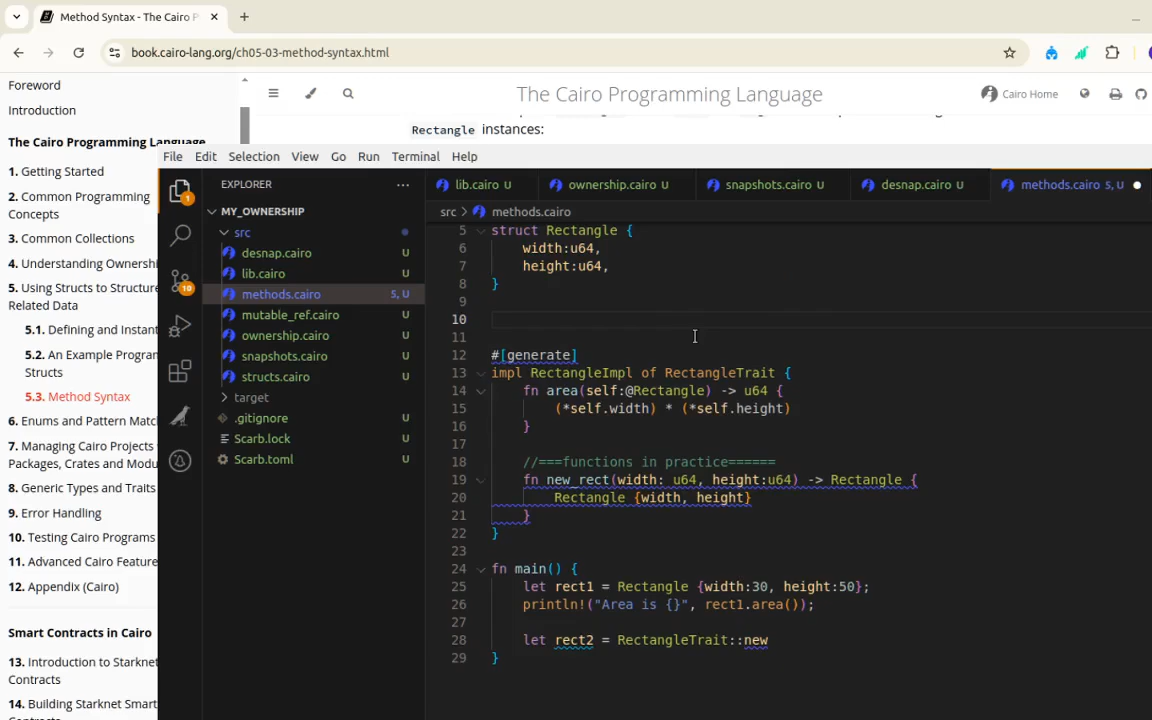 Method Syntax - The Cairo P
book.cairo-lang.org/ch05-03-method-syntax.html
Foreword
Introduction
The Cairo Programming Language
1. Getting Started
2. Common Programming
Concepts
3. Common Collections
4. Understanding Ownershi
5. Using Structs to Structure
Related Data
5.1. Defining and Instant
5.2. An Example Program
Structs
5.3. Method Syntax
6. Enums and Pattern Matc
7. Managing Cairo Projects
Packages, Crates and Modu
8. Generic Types and Traits
9. Error Handling
10. Testing Cairo Programs
11. Advanced Cairo Feature
12. Appendix (Cairo)
Smart Contracts in Cairo
13. Introduction to Starknet
Contracts
14. Building Starknet Smar
The Cairo Programming Language
Cairo Home
Rectangle instances:
File Edit Selection View Go Run Terminal Help
1
10
EXPLORER
MY_OWNERSHIP
src
desnap.cairo U
lib.cairo U
methods.cairo 5, U
mutable_ref.cairo U
ownership.cairo U
snapshots.cairo U
structs.cairo U
target
.gitignore U
Scarb.lock U
Scarb.toml U
lib.cairo U
ownership.cairo U
snapshots.cairo U
desnap.cairo U
methods.cairo 5, U
src > methods.cairo
5 struct Rectangle {
6 width:u64,
7 height:u64,
8 }
9
10
11
12 #[generate]
13 impl RectangleImpl of RectangleTrait {
14 fn area(self:@Rectangle) -> u64 {
15 (*self.width) * (*self.height)
16 }
17
18 //===functions in practice======
19 fn new_rect(width: u64, height:u64) -> Rectangle {
20 Rectangle {width, height}
21 }
22 }
23
24 fn main() {
25 let rect1 = Rectangle {width:30, height:50};
26 println!("Area is {}", rect1.area());
27
28 let rect2 = RectangleTrait::new
29 }